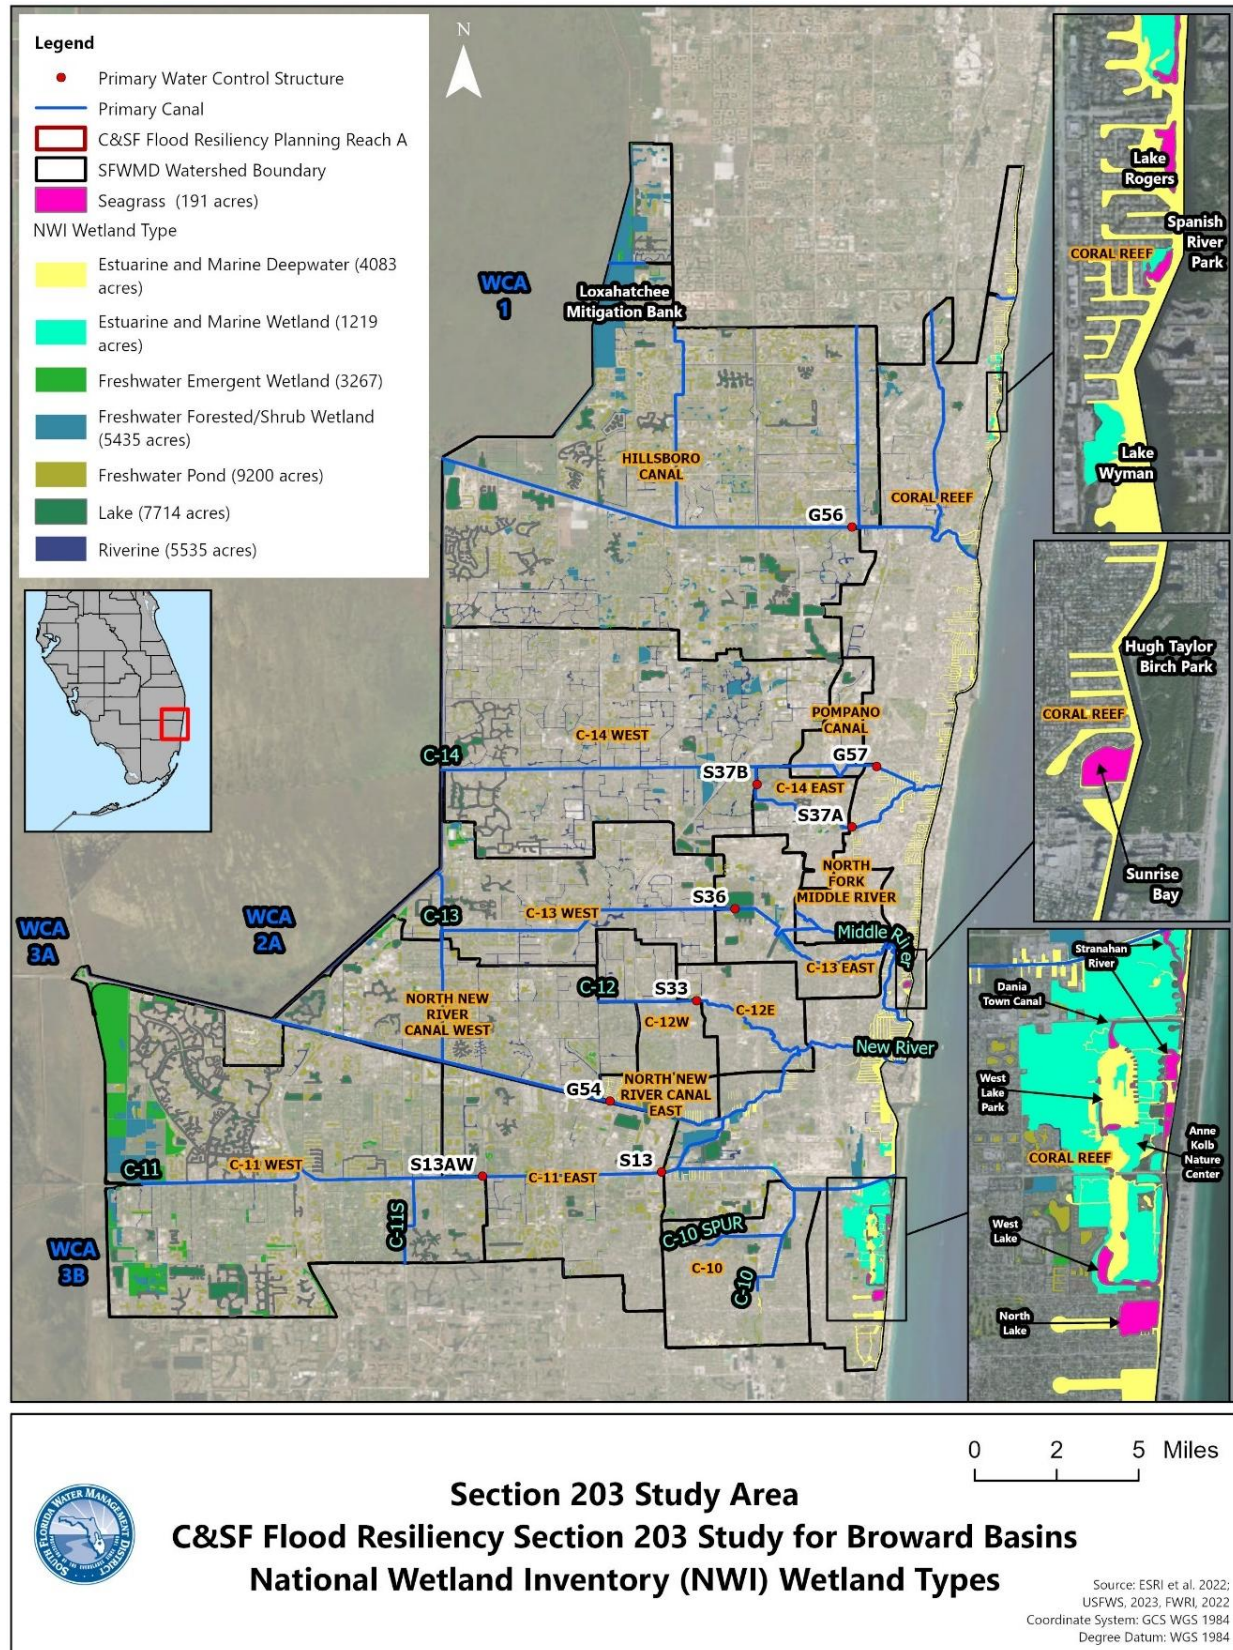 Legend
Primary Water Control Structure
Primary Canal
C&SF Flood Resiliency Planning Reach A
SFWMD Watershed Boundary
Seagrass (191 acres)
NWI Wetland Type
Estuarine and Marine Deepwater (4083
acres)
Estuarine and Marine Wetland (1219
acres)
Freshwater Emergent Wetland (3267)
Freshwater Forested/Shrub Wetland
(5435 acres)
Freshwater Pond (9200 acres)
Lake (7714 acres)
Riverine (5535 acres)
N
WCA
1
Loxahatchee
Mitigation Bank
HILLSBORO
CANAL
CORAL REEF
G56
POMPANO
CANAL
C-14 WEST
C-14
G57
S37B
C-14 EAST
S37A
NORTH
FORK
MIDDLE RIVER
S36
C-13 WEST
C-13
Middle River
C-13 EAST
WCA
3A
WCA
2A
C-12
S33
C-12W
C-12E
NORTH NEW
RIVER
CANAL WEST
New River
G54
NORTH NEW
RIVER CANAL
EAST
C-11
C-11 WEST
S13AW
C-11 EAST
S13
C-11S
C-10 SPUR
C-10
C-10
WCA
3B
Lake
Rogers
Spanish
River
Park
CORAL REEF
Lake
Wyman
Hugh Taylor
Birch Park
CORAL REEF
Sunrise
Bay
Stranahan
River
Dania
Town Canal
West
Lake
Park
Anne
Kolb
Nature
Center
CORAL REEF
West
Lake
North
Lake
0 2 5 Miles
Section 203 Study Area
C&SF Flood Resiliency Section 203 Study for Broward Basins
National Wetland Inventory (NWI) Wetland Types
SOUTH FLORIDA WATER MANAGEMENT DISTRICT
Source: ESRI et al. 2022;
USFWS, 2023, FWRI, 2022
Coordinate System: GCS WGS 1984
Degree Datum: WGS 1984